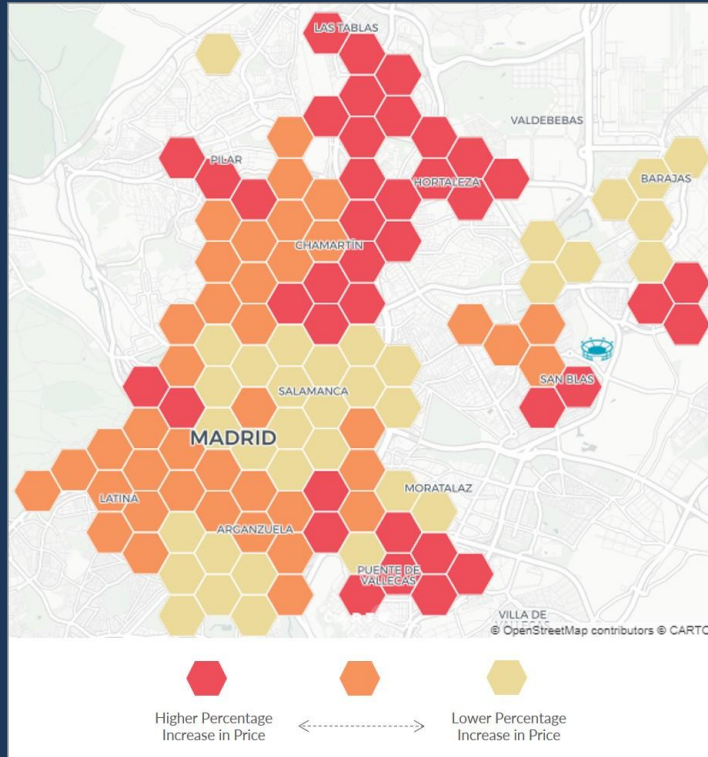 LAS TABLAS
VALDEBEBAS
PILAR
HORTALEZA
BARAJAS
CHAMARTÍN
SAN BLAS
SALAMANCA
MADRID
LATINA
MORATALAZ
ARGANZUELA
PUENTE DE
VALLECAS
VILLA DE
VALLECAS
© OpenStreetMap contributors © CARTO
Higher Percentage
Increase in Price
Lower Percentage
Increase in Price